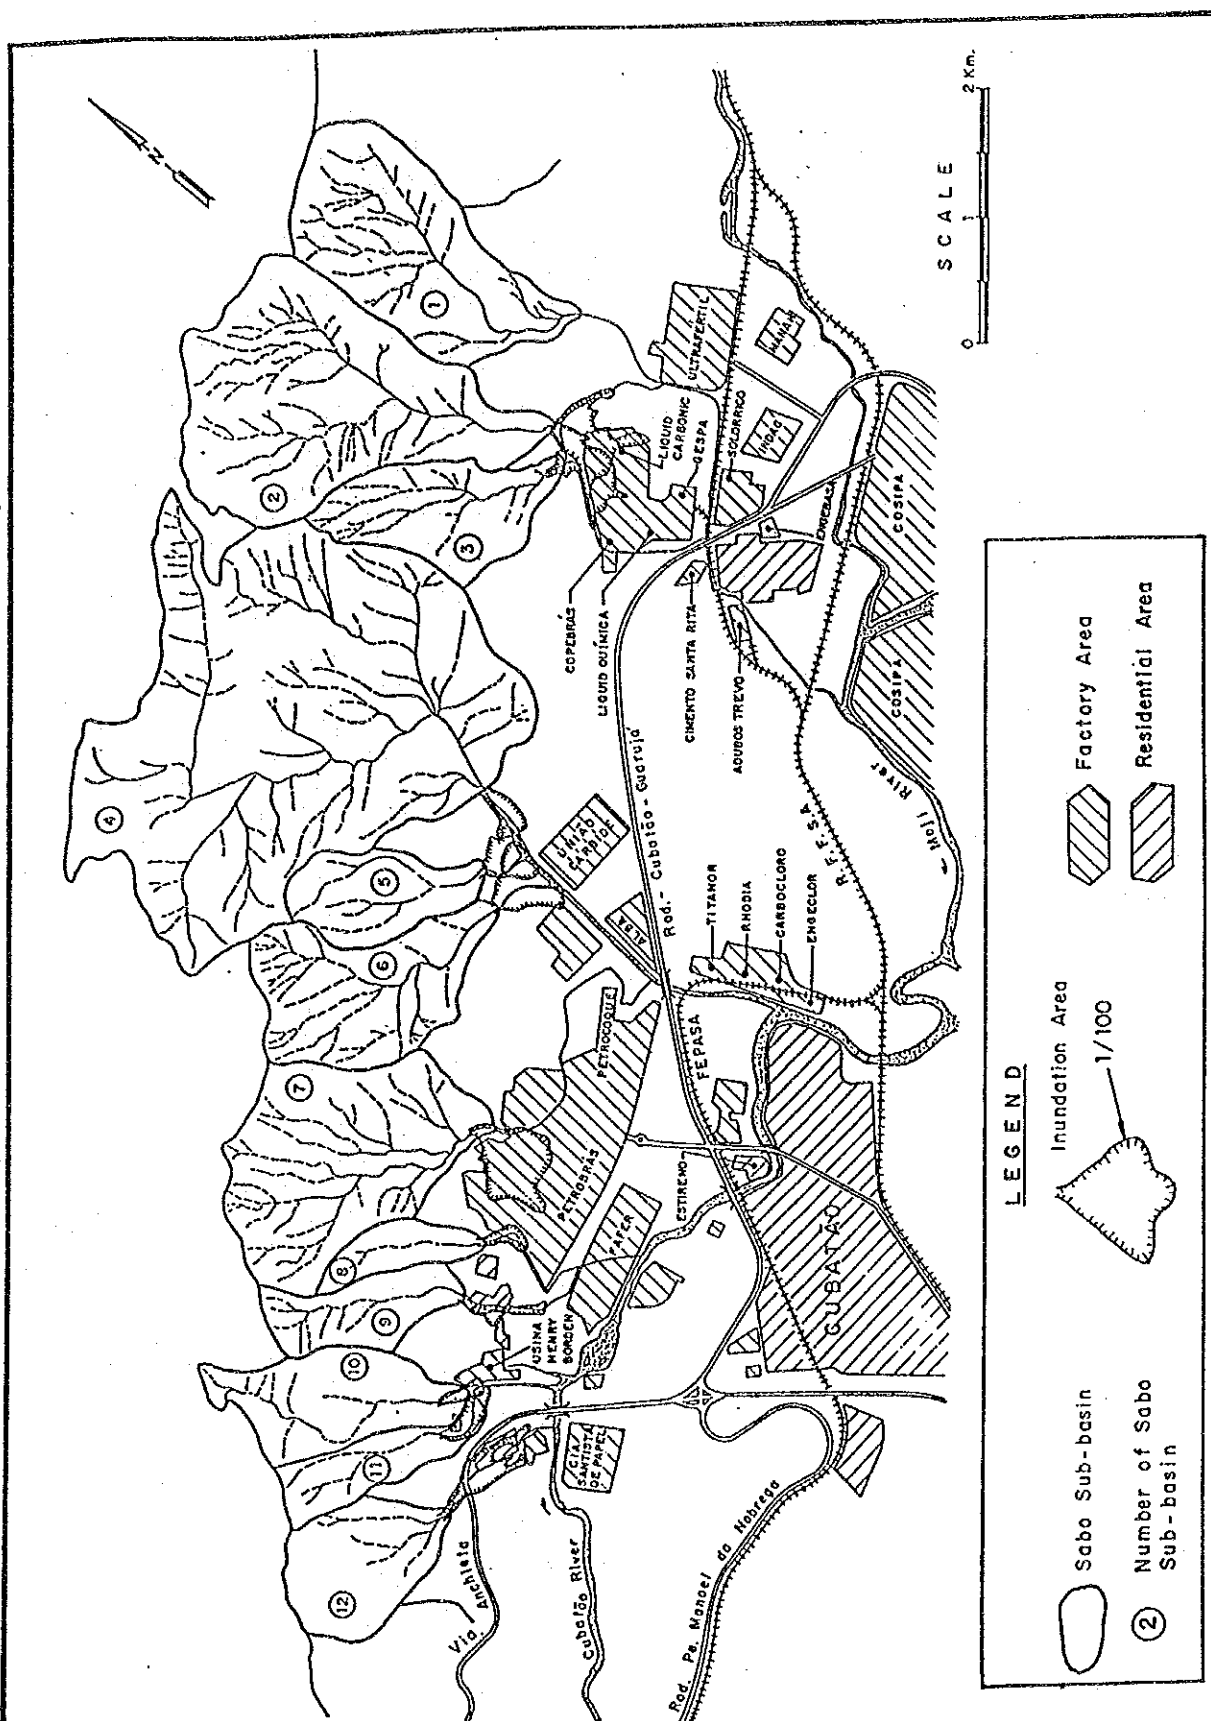 N
1
2
3
4
5
6
7
8
9
10
11
12
ULTRAFERTIL
MANAH
LIQUID
CARBONIC
GESPA
SOLORRICO
INDAG
ENGEBASA
COSIPA
COSIPA
COPEBRÁS
LIQUID QUÍMICA
CIMENTO SANTA RITA
ADUBOS TREVO
UNIÃO
CARBIDE
ALBA
Rod.- Cubatão - Guarujá
R.F.F.S.A
Moji River
TITANOR
RHODIA
CARBOCLORO
ENGECLOR
PETROCOQUE
FEPASA
PETROBRÁS
FAFER
ESTIRENO
CUBATÃO
USINA
HENRY
BORDEN
CIA.
SANTISTA
DE PAPEL
Via. Anchieta
Cubatão River
Rod. Pe. Manoel da Nobrega
SCALE
0 1 2 Km.
LEGEND
Sabo Sub-basin
2 Number of Sabo
Sub-basin
Inundation Area
1/100
Factory Area
Residential Area